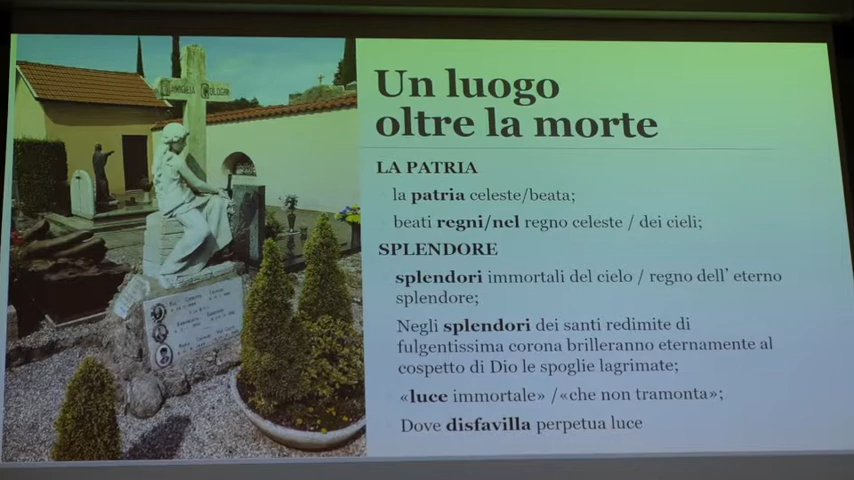 Un luogo
oltre la morte
LA PATRIA
la patria celeste/beata;
beati regni/nel regno celeste / dei cieli;
SPLENDORE
splendori immortali del cielo / regno dell' eterno
splendore;
Negli splendori dei santi redimite di
fulgentissima corona brilleranno eternamente al
cospetto di Dio le spoglie lagrimate;
«luce immortale» /«che non tramonta»;
Dove disfavilla perpetua luce